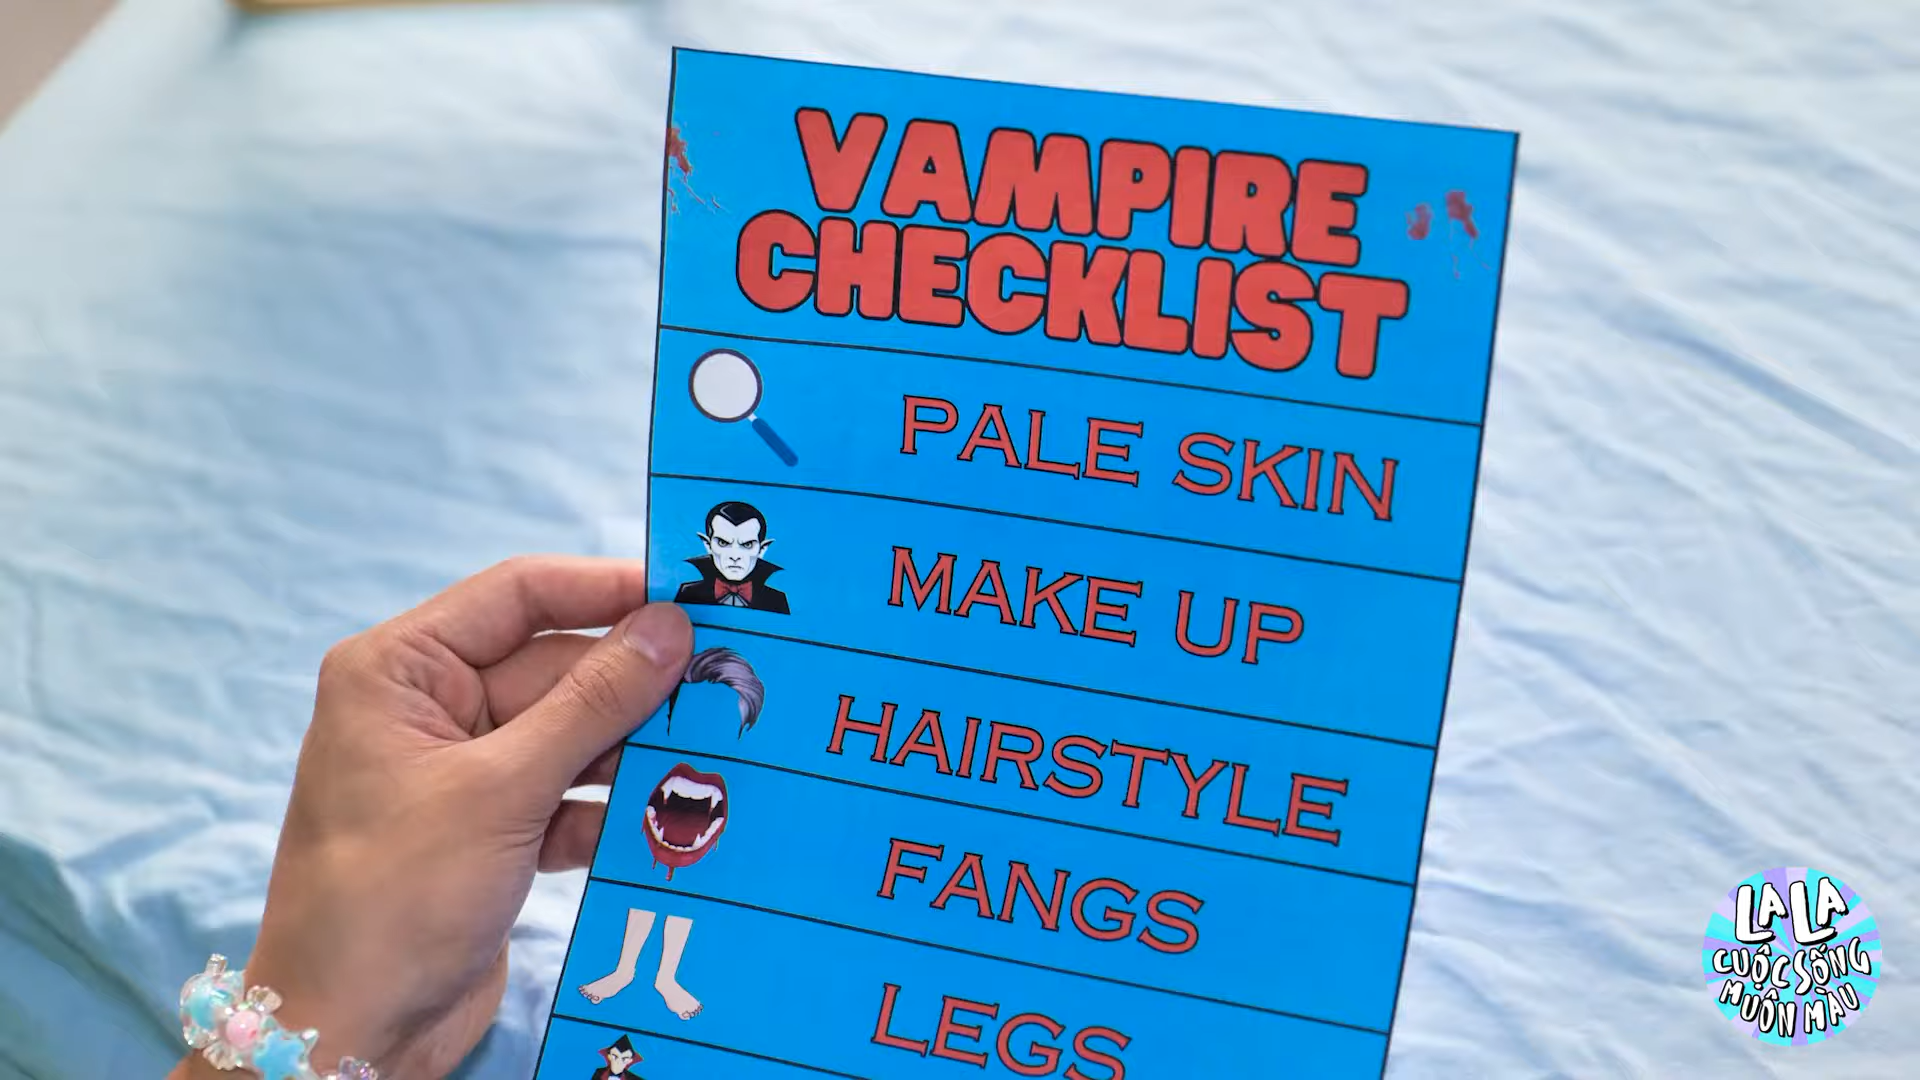 VAMPIRE
CHECKLIST
PALE SKIN
MAKE UP
HAIRSTYLE
FANGS
LEGS
LA LA
CUỘC SỐNG
MUÔN MÀU